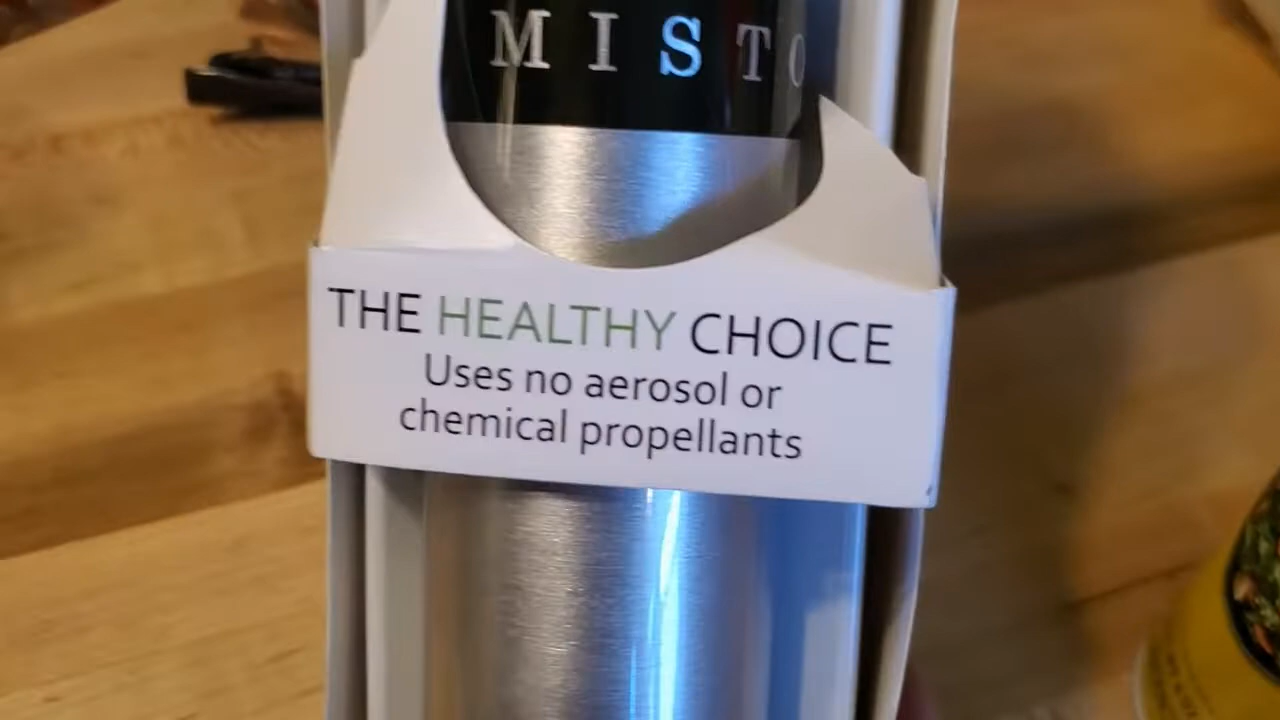 MISTO
THE HEALTHY CHOICE
Uses no aerosol or
chemical propellants